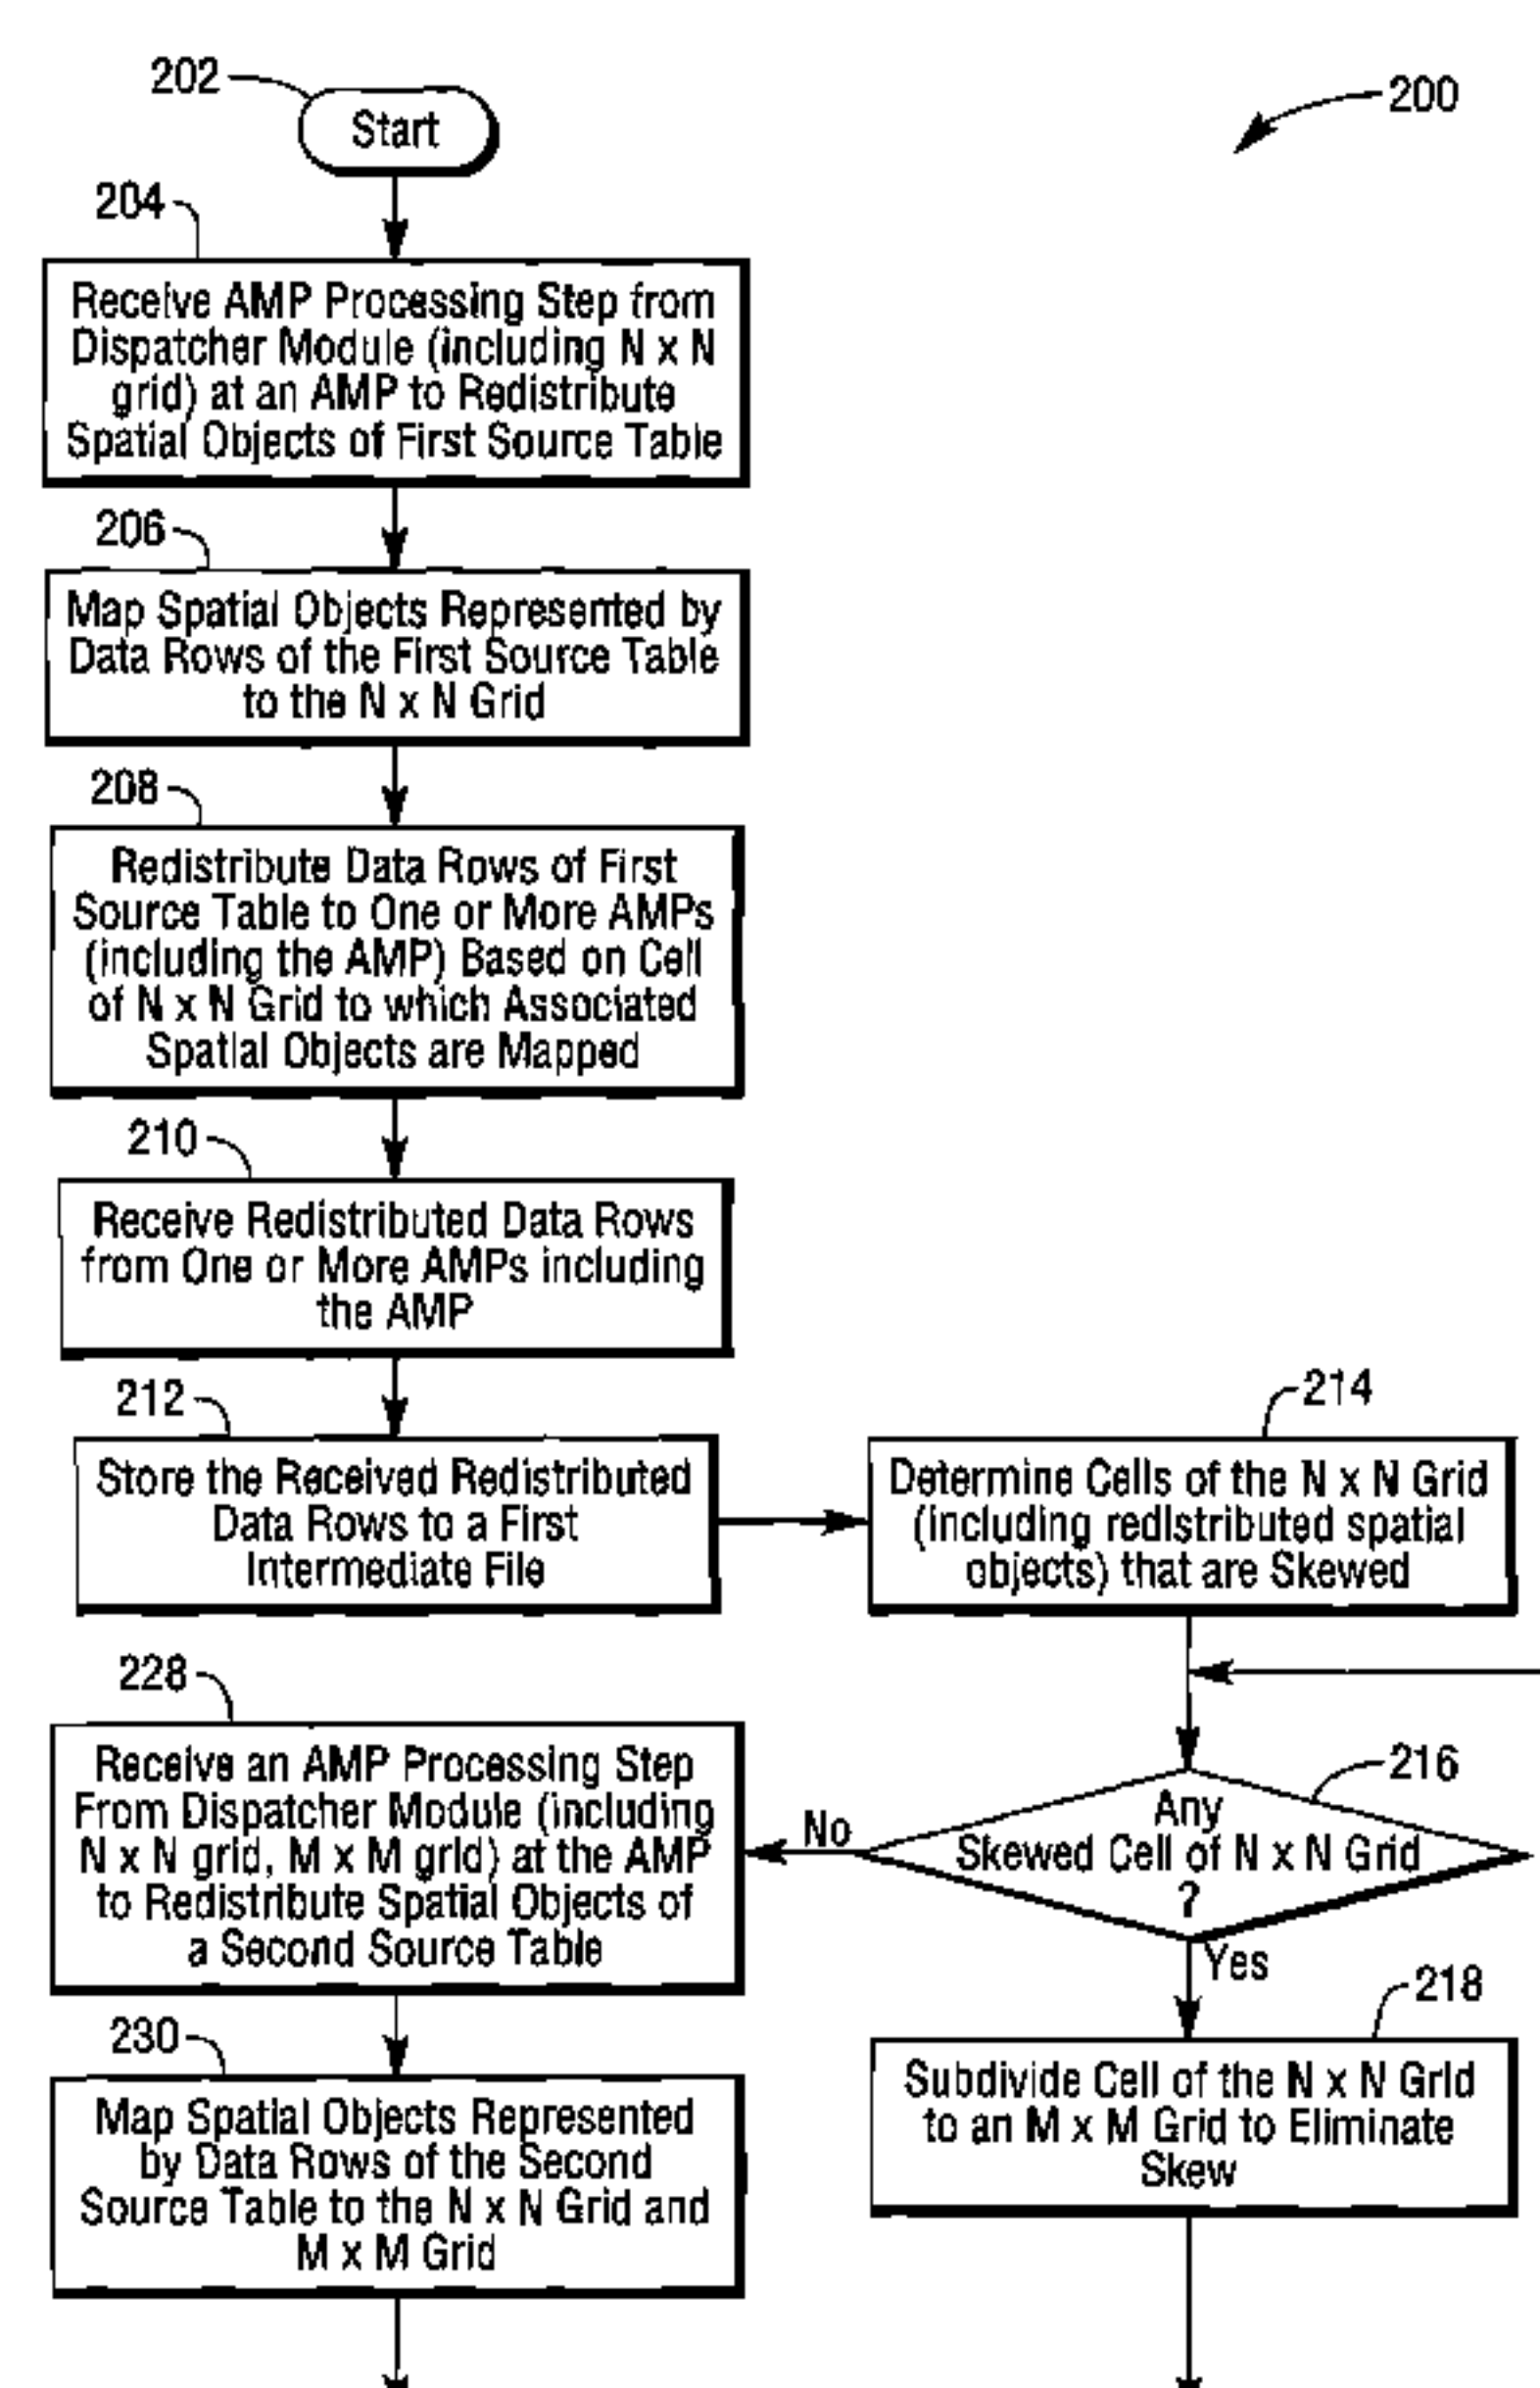 202
Start
200
204
Receive AMP Processing Step from
Dispatcher Module (including N x N
grid) at an AMP to Redistribute
Spatial Objects of First Source Table
206
Map Spatial Objects Represented by
Data Rows of the First Source Table
to the N x N Grid
208
Redistribute Data Rows of First
Source Table to One or More AMPs
(including the AMP) Based on Cell
of N x N Grid to which Associated
Spatial Objects are Mapped
210
Receive Redistributed Data Rows
from One or More AMPs including
the AMP
212
Store the Received Redistributed
Data Rows to a First
Intermediate File
214
Determine Cells of the N x N Grid
(including redistributed spatial
objects) that are Skewed
216
Any
Skewed Cell of N x N Grid
?
No
Yes
218
Subdivide Cell of the N x N Grid
to an M x M Grid to Eliminate
Skew
228
Receive an AMP Processing Step
From Dispatcher Module (including
N x N grid, M x M grid) at the AMP
to Redistribute Spatial Objects of
a Second Source Table
230
Map Spatial Objects Represented
by Data Rows of the Second
Source Table to the N x N Grid and
M x M Grid